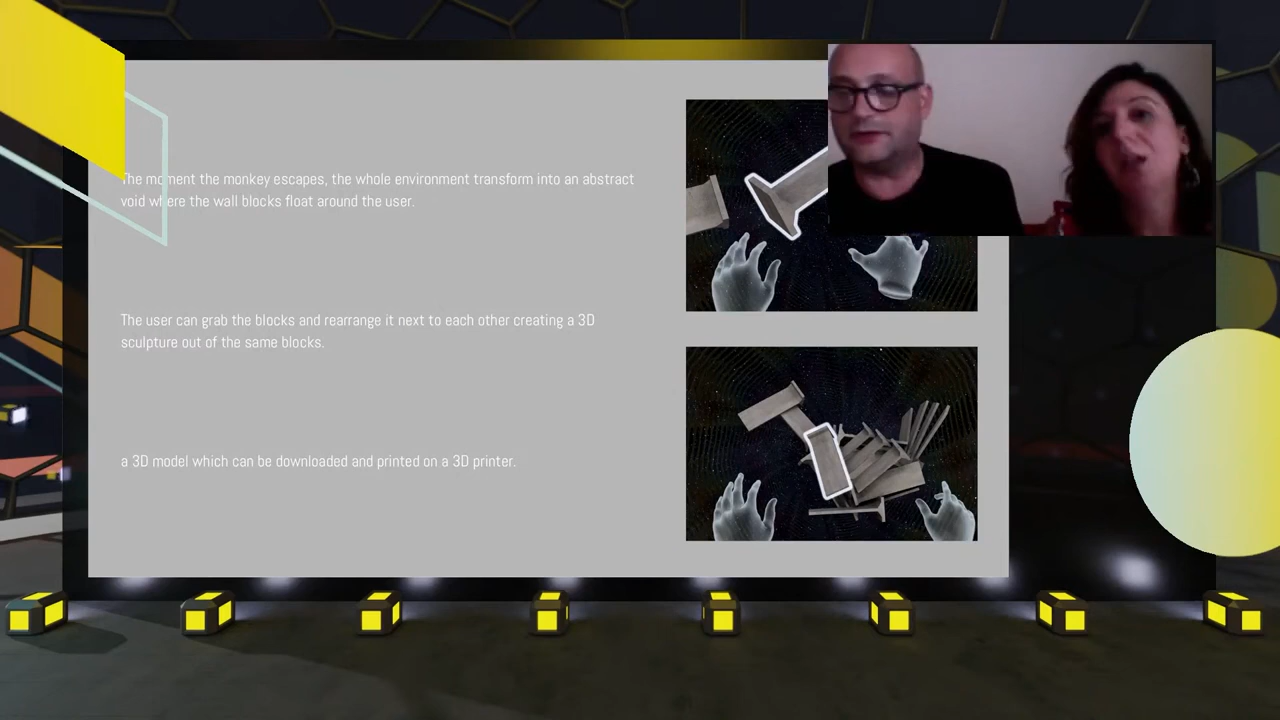 The moment the monkey escapes, the whole environment transform into an abstract
void where the wall blocks float around the user.
The user can grab the blocks and rearrange it next to each other creating a 3D
sculpture out of the same blocks.
a 3D model which can be downloaded and printed on a 3D printer.